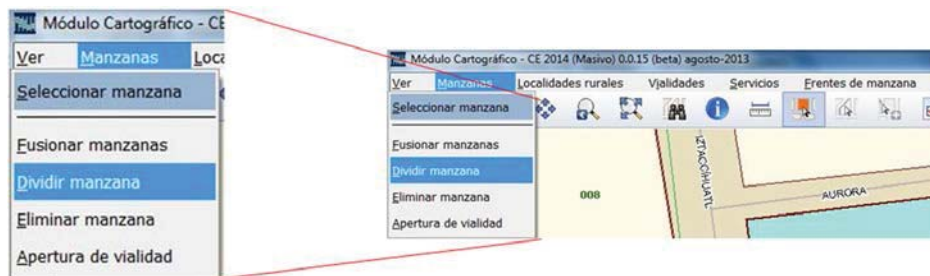 Módulo Cartográfico - CE
Ver Manzanas Loca
Seleccionar manzana
Fusionar manzanas
Dividir manzana
Eliminar manzana
Apertura de vialidad
Módulo Cartográfico - CE 2014 (Masivo) 0.0.15 (beta) agosto-2013
Ver Manzanas Localidades rurales Vialidades Servicios Frentes de manzana
Seleccionar manzana
Fusionar manzanas
Dividir manzana
Eliminar manzana
Apertura de vialidad
008
IZTACCIHUATL
AURORA